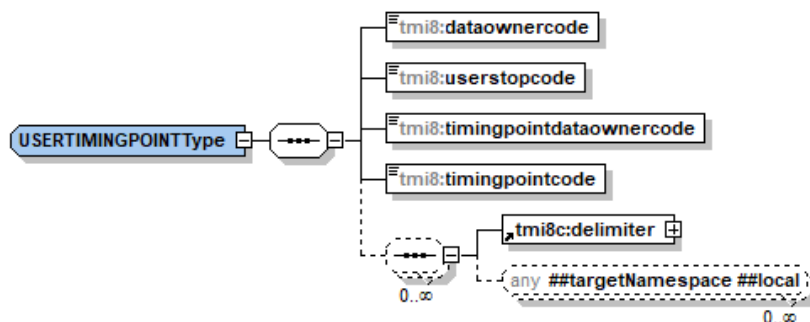 tmi8:dataownercode
tmi8:userstopcode
USERTIMINGPOINTType
tmi8:timingpointdataownercode
tmi8:timingpointcode
tmi8c:delimiter
any ##targetNamespace ##local
0..∞
0..∞